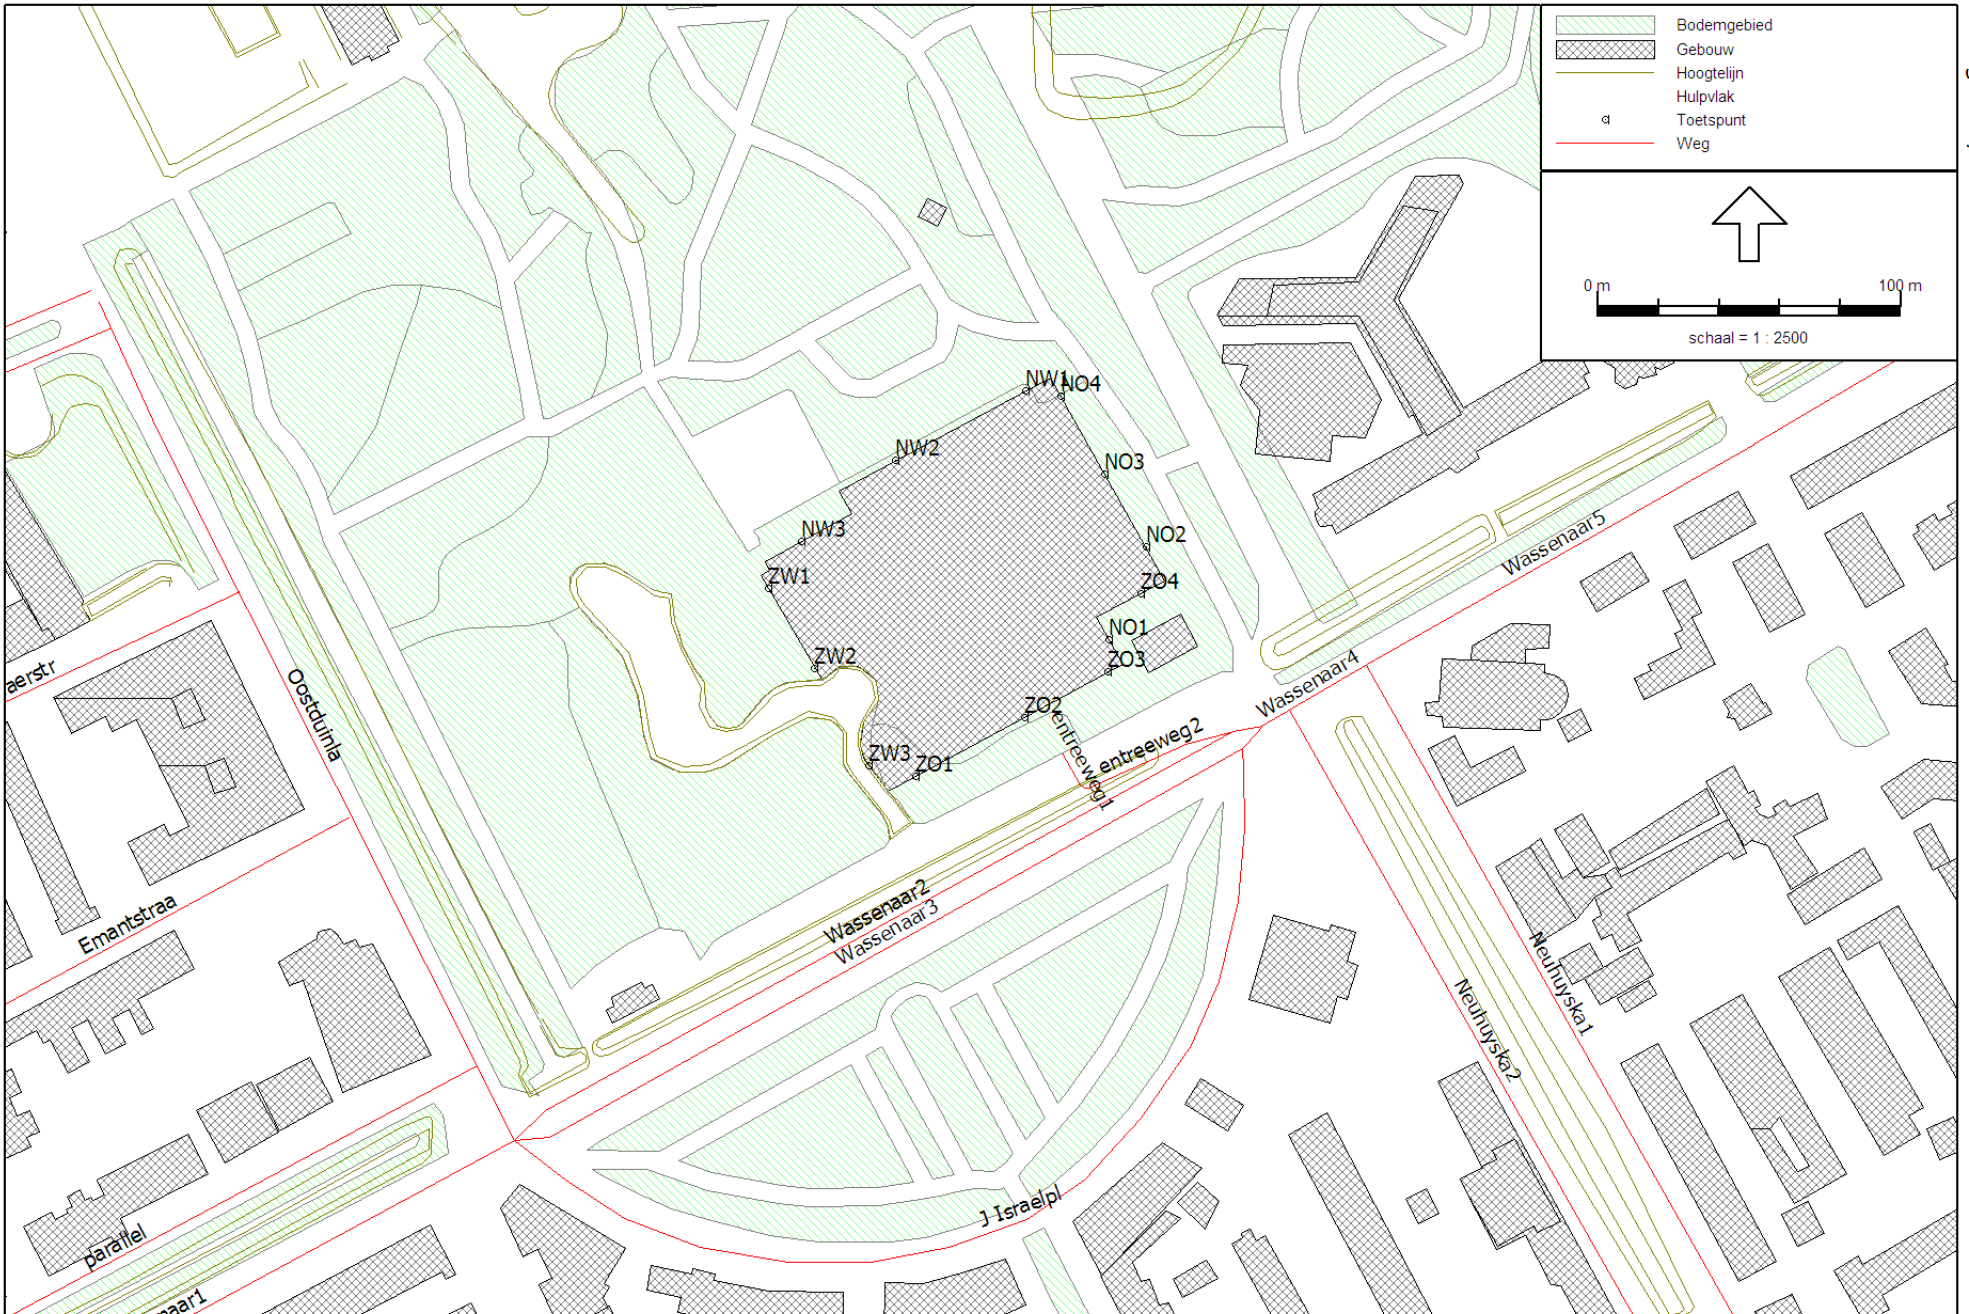 Bodemgebied
Gebouw
Hoogtelijn
Hulpvlak
Toetspunt
Weg
0 m
100 m
schaal = 1 : 2500
NW1
NO4
NW2
NO3
NW3
NO2
ZW1
ZO4
NO1
ZW2
ZO3
ZO2
ZW3
ZO1
entreeweg1
entreeweg2
Wassenaar5
Wassenaar4
Wassenaar2
Wassenaar3
aerstr
Oostduinla
Emantstraa
Neuhuyska1
Neuhuyska2
J Israelpl
parallel
naar1